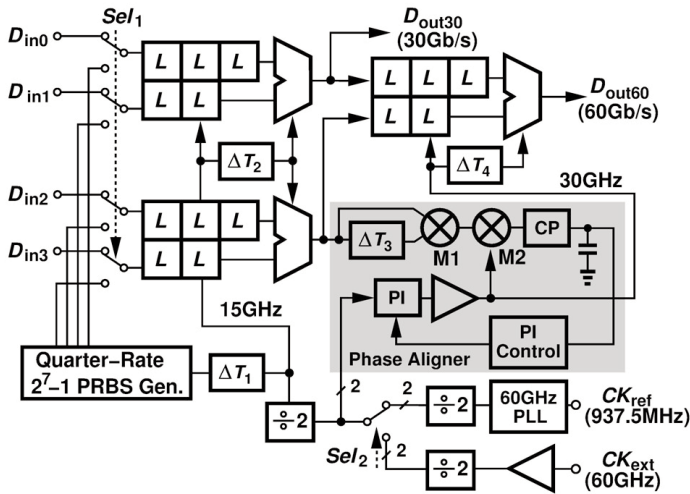 Sel1
Din0
Dout30
(30Gb/s)
L L L
L L L
Dout60
(60Gb/s)
Din1
L L
L L
ΔT2
ΔT4
30GHz
Din2
L L L
ΔT3
M1
M2
CP
Din3
L L
15GHz
PI
PI
Control
Phase Aligner
Quarter−Rate
2^7−1 PRBS Gen.
ΔT1
2
÷2
2
÷2
60GHz
PLL
CKref
(937.5MHz)
Sel2
2
÷2
CKext
(60GHz)